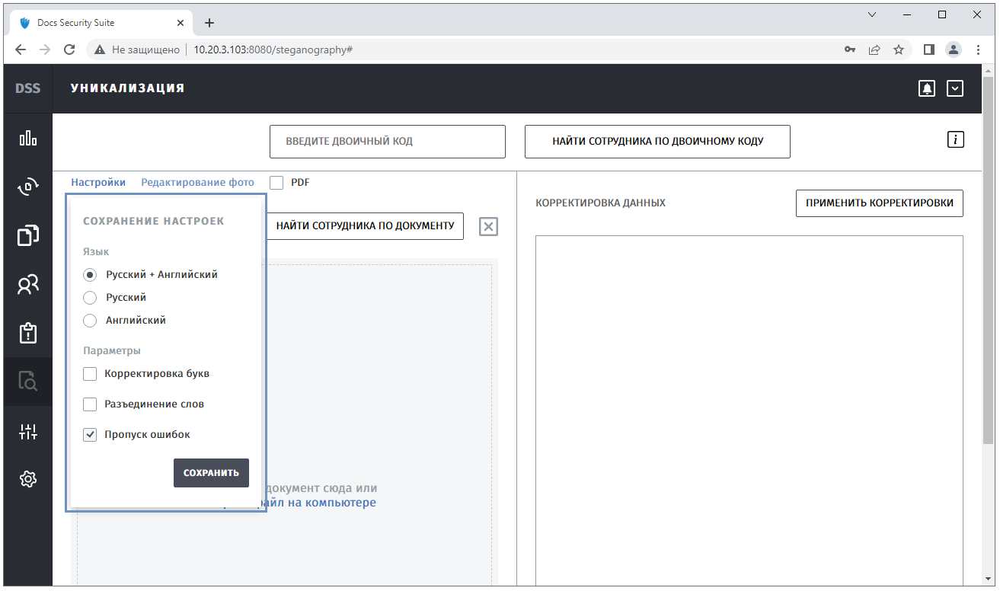 Docs Security Suite
Не защищено
10.20.3.103:8080/steganography#
DSS
УНИКАЛИЗАЦИЯ
ВВЕДИТЕ ДВОИЧНЫЙ КОД
НАЙТИ СОТРУДНИКА ПО ДВОИЧНОМУ КОДУ
i
Настройки
Редактирование фото
PDF
НАЙТИ СОТРУДНИКА ПО ДОКУМЕНТУ
КОРРЕКТИРОВКА ДАННЫХ
ПРИМЕНИТЬ КОРРЕКТИРОВКИ
СОХРАНЕНИЕ НАСТРОЕК
Язык
Русский + Английский
Русский
Английский
Параметры
Корректировка букв
Разъединение слов
Пропуск ошибок
СОХРАНИТЬ
документ сюда или
айл на компьютере